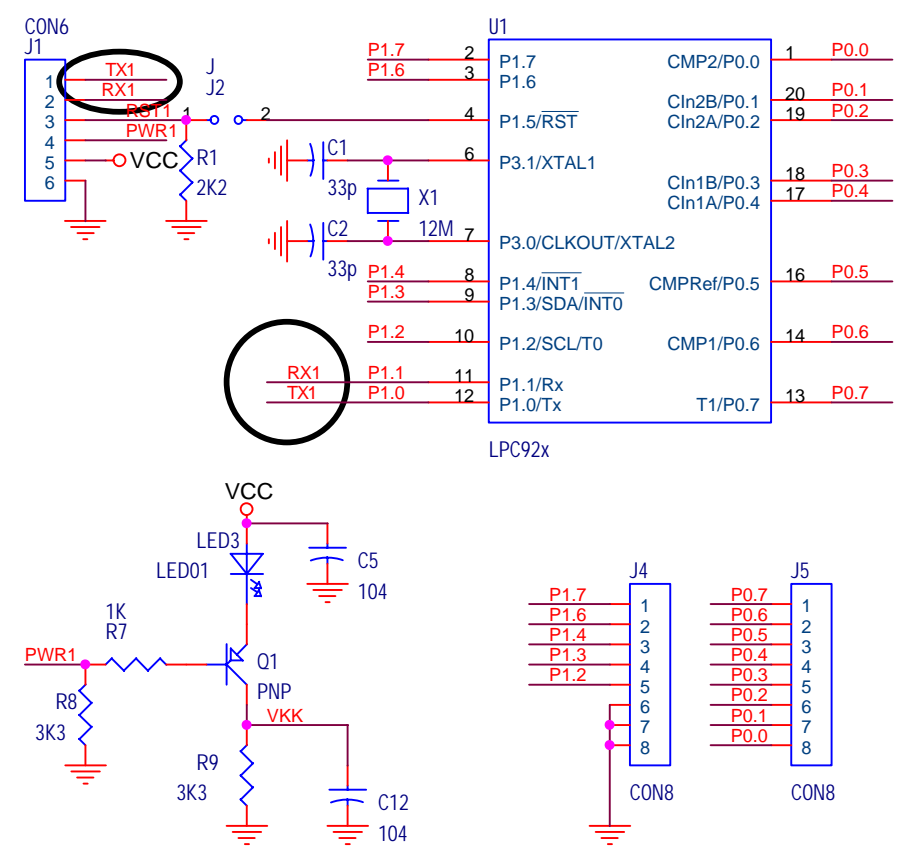 CON6
J1
1 TX1
2 RX1
3 RST1 1
4 PWR1
5 VCC
6
J
J2
2
R1
2K2
C1
33p
X1
12M
C2
33p
U1
P1.7 2 P1.7
P1.6 3 P1.6
4 P1.5/RST
6 P3.1/XTAL1
7 P3.0/CLKOUT/XTAL2
P1.4 8 P1.4/INT1
P1.3 9 P1.3/SDA/INT0
P1.2 10 P1.2/SCL/T0
RX1 P1.1 11 P1.1/Rx
TX1 P1.0 12 P1.0/Tx
CMP2/P0.0 1 P0.0
CIn2B/P0.1 20 P0.1
CIn2A/P0.2 19 P0.2
CIn1B/P0.3 18 P0.3
CIn1A/P0.4 17 P0.4
CMPRef/P0.5 16 P0.5
CMP1/P0.6 14 P0.6
T1/P0.7 13 P0.7
LPC92x
VCC
LED3
LED01
C5
104
1K
R7
PWR1
Q1
PNP
R8
3K3
VKK
R9
3K3
C12
104
J4
P1.7 1
P1.6 2
P1.4 3
P1.3 4
P1.2 5
6
7
8
CON8
J5
P0.7 1
P0.6 2
P0.5 3
P0.4 4
P0.3 5
P0.2 6
P0.1 7
P0.0 8
CON8